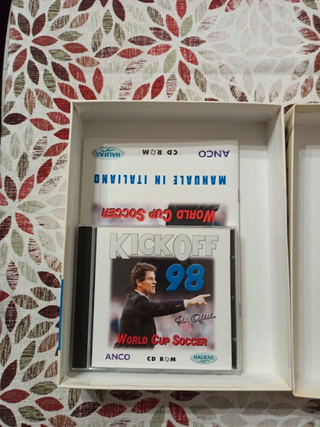 HALIFAX CD ROM ANCO
MANUALE IN ITALIANO
WORLD CUP SOCCER
KICK OFF
98
WORLD CUP SOCCER
ANCO CD ROM HALIFAX